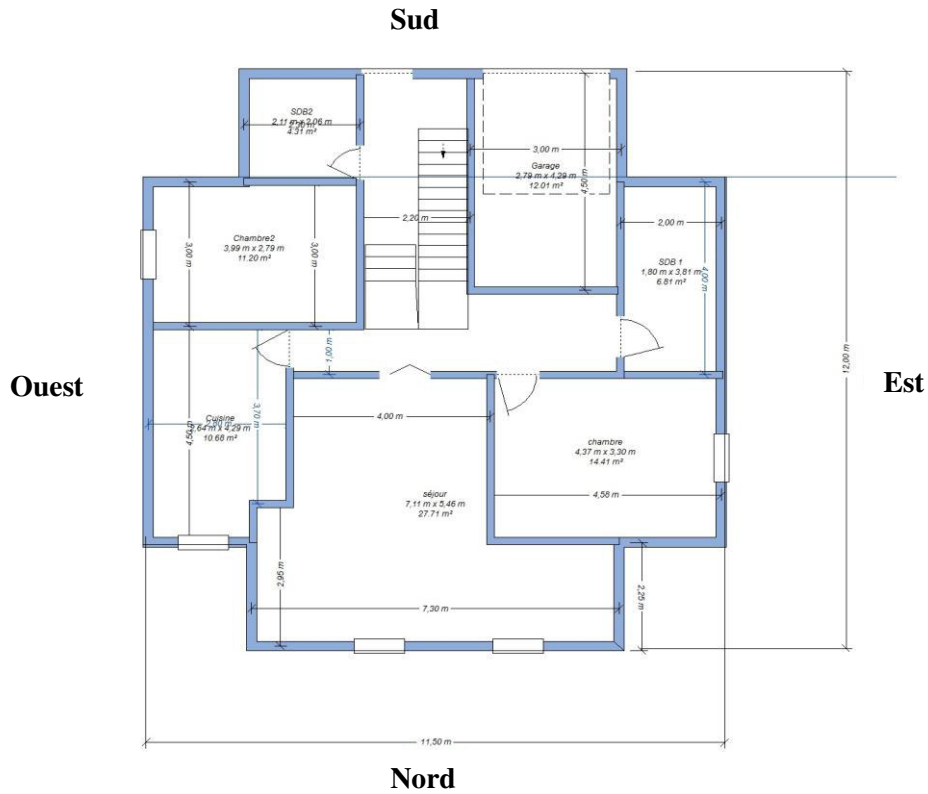 Sud
SDB2
2,11 m x 2,06 m
4.31 m²
3,00 m
Garage
2,79 m x 4,29 m
12.01 m²
4,50 m
2,20 m
2,00 m
SDB 1
1,80 m x 3,81 m
6.81 m²
4,00 m
12,00 m
3,00 m
Chambre2
3,99 m x 2,79 m
11.20 m²
3,00 m
1,00 m
Ouest
Est
Cuisine
2,80 m
10.68 m²
4,50 m
3,70 m
4,00 m
chambre
4,37 m x 3,30 m
14.41 m²
4,58 m
séjour
7,11 m x 5,46 m
27.71 m²
2,95 m
7,30 m
2,25 m
11,50 m
Nord